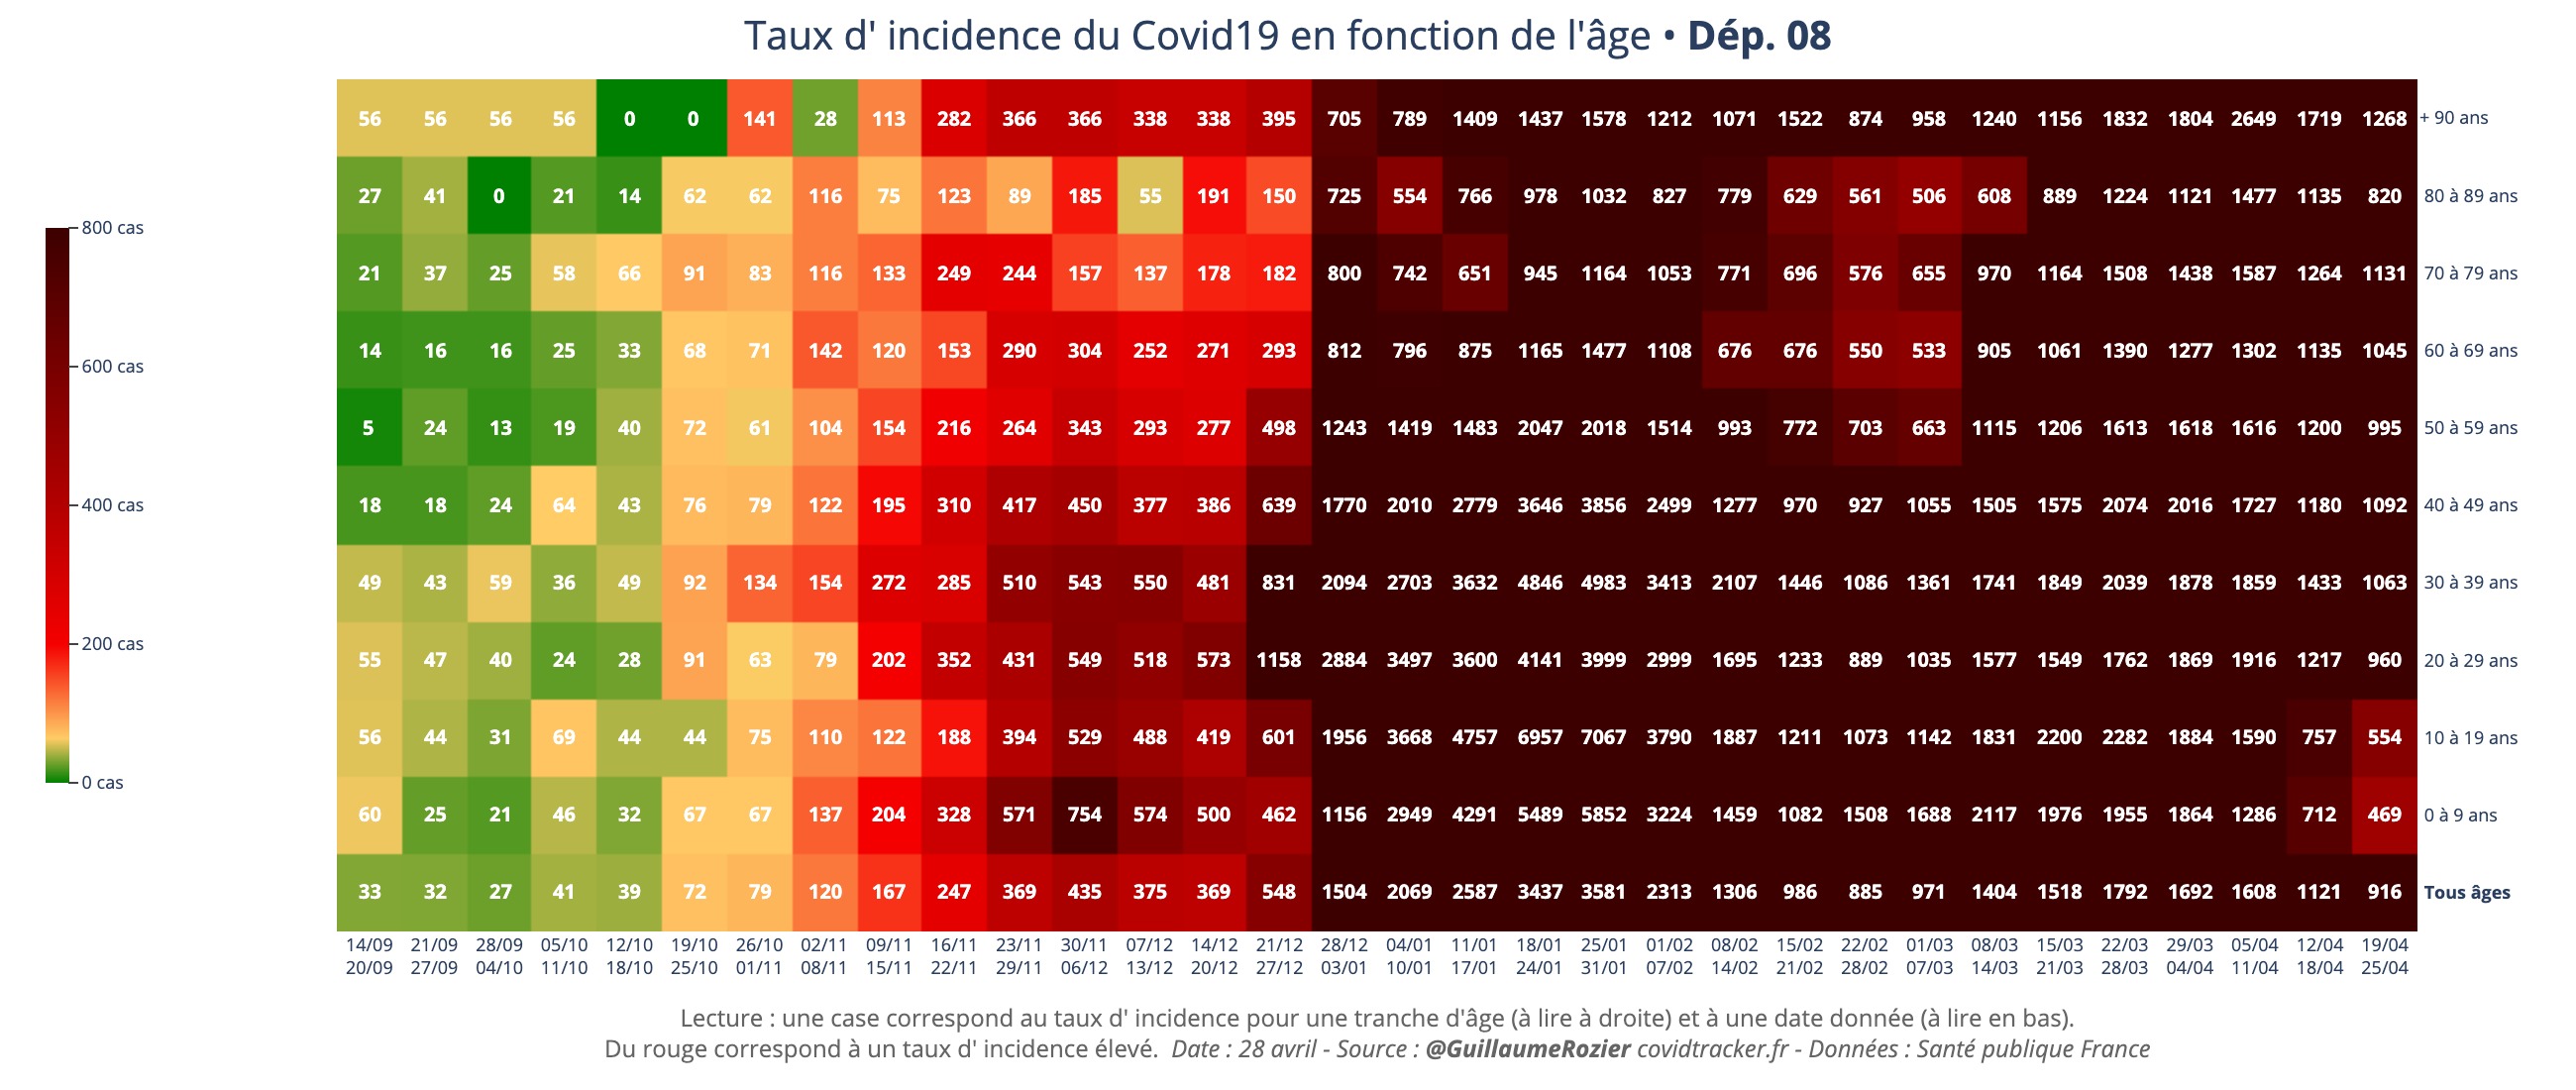 Taux d' incidence du Covid19 en fonction de l'âge • Dép. 08
56 56 56 56 0 0 141 28 113 282 366 366 338 338 395 705 789 1409 1437 1578 1212 1071 1522 874 958 1240 1156 1832 1804 2649 1719 1268 + 90 ans
27 41 0 21 14 62 62 116 75 123 89 185 55 191 150 725 554 766 978 1032 827 779 629 561 506 608 889 1224 1121 1477 1135 820 80 à 89 ans
800 cas
21 37 25 58 66 91 83 116 133 249 244 157 137 178 182 800 742 651 945 1164 1053 771 696 576 655 970 1164 1508 1438 1587 1264 1131 70 à 79 ans
14 16 16 25 33 68 71 142 120 153 290 304 252 271 293 812 796 875 1165 1477 1108 676 676 550 533 905 1061 1390 1277 1302 1135 1045 60 à 69 ans
600 cas
5 24 13 19 40 72 61 104 154 216 264 343 293 277 498 1243 1419 1483 2047 2018 1514 993 772 703 663 1115 1206 1613 1618 1616 1200 995 50 à 59 ans
400 cas
18 18 24 64 43 76 79 122 195 310 417 450 377 386 639 1770 2010 2779 3646 3856 2499 1277 970 927 1055 1505 1575 2074 2016 1727 1180 1092 40 à 49 ans
49 43 59 36 49 92 134 154 272 285 510 543 550 481 831 2094 2703 3632 4846 4983 3413 2107 1446 1086 1361 1741 1849 2039 1878 1859 1433 1063 30 à 39 ans
200 cas
55 47 40 24 28 91 63 79 202 352 431 549 518 573 1158 2884 3497 3600 4141 3999 2999 1695 1233 889 1035 1577 1549 1762 1869 1916 1217 960 20 à 29 ans
56 44 31 69 44 44 75 110 122 188 394 529 488 419 601 1956 3668 4757 6957 7067 3790 1887 1211 1073 1142 1831 2200 2282 1884 1590 757 554 10 à 19 ans
0 cas
60 25 21 46 32 67 67 137 204 328 571 754 574 500 462 1156 2949 4291 5489 5852 3224 1459 1082 1508 1688 2117 1976 1955 1864 1286 712 469 0 à 9 ans
33 32 27 41 39 72 79 120 167 247 369 435 375 369 548 1504 2069 2587 3437 3581 2313 1306 986 885 971 1404 1518 1792 1692 1608 1121 916 Tous âges
14/09 21/09 28/09 05/10 12/10 19/10 26/10 02/11 09/11 16/11 23/11 30/11 07/12 14/12 21/12 28/12 04/01 11/01 18/01 25/01 01/02 08/02 15/02 22/02 01/03 08/03 15/03 22/03 29/03 05/04 12/04 19/04
20/09 27/09 04/10 11/10 18/10 25/10 01/11 08/11 15/11 22/11 29/11 06/12 13/12 20/12 27/12 03/01 10/01 17/01 24/01 31/01 07/02 14/02 21/02 28/02 07/03 14/03 21/03 28/03 04/04 11/04 18/04 25/04
Lecture : une case correspond au taux d' incidence pour une tranche d'âge (à lire à droite) et à une date donnée (à lire en bas).
Du rouge correspond à un taux d' incidence élevé. Date : 28 avril - Source : @GuillaumeRozier covidtracker.fr - Données : Santé publique France